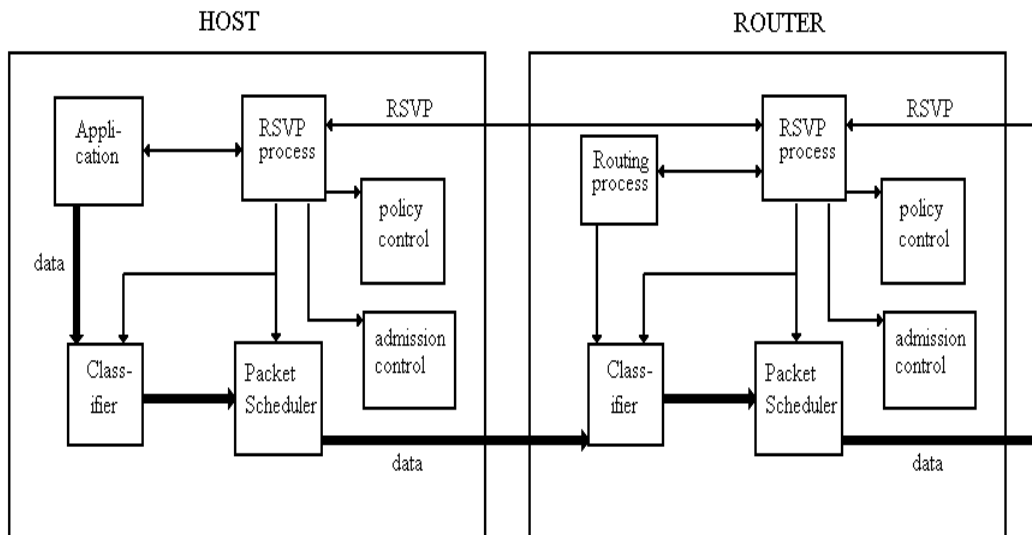 HOST
ROUTER
Appli-
cation
RSVP
process
RSVP
policy
control
data
Class-
ifier
Packet
Scheduler
admission
control
data
Routing
process
RSVP
process
RSVP
policy
control
Class-
ifier
Packet
Scheduler
admission
control
data